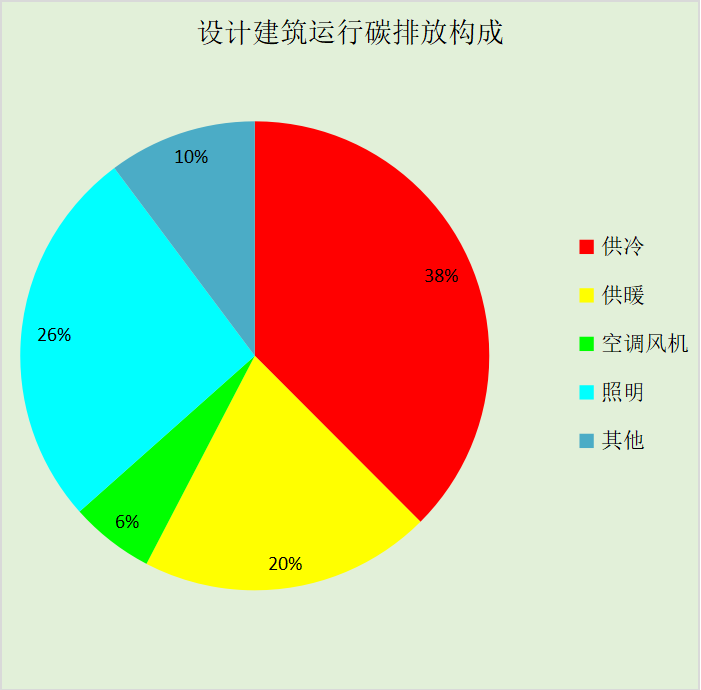 设计建筑运行碳排放构成
10%
38%
26%
6%
20%
供冷
供暖
空调风机
照明
其他